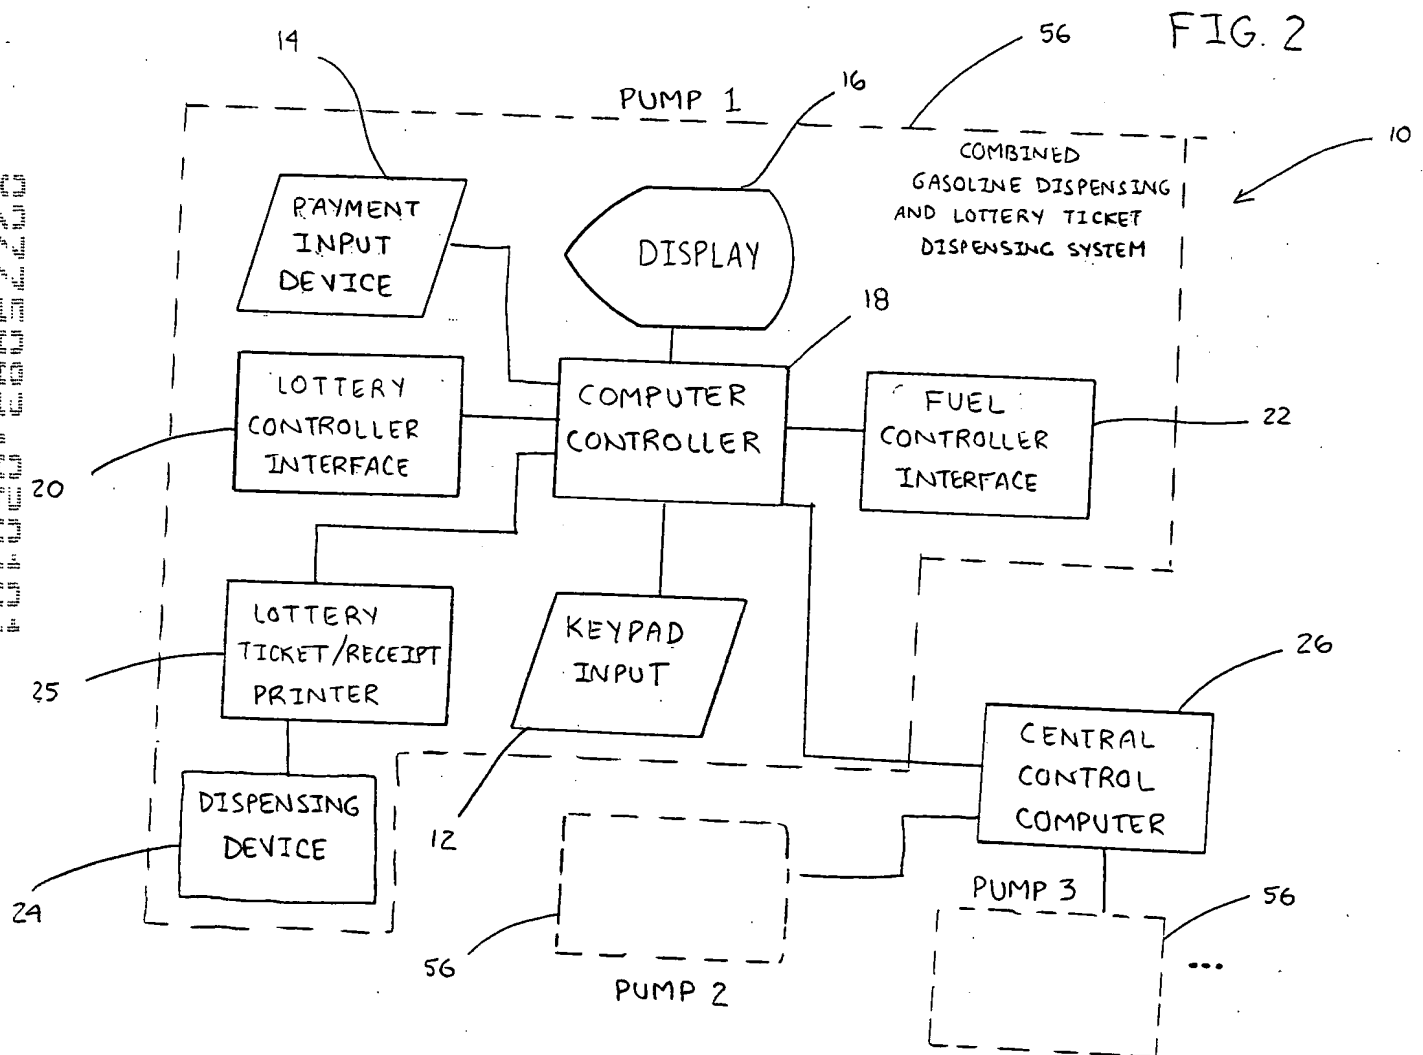 FIG. 2
14
56
16
PUMP 1
10
COMBINED
GASOLINE DISPENSING
AND LOTTERY TICKET
DISPENSING SYSTEM
PAYMENT
INPUT
DEVICE
DISPLAY
18
LOTTERY
CONTROLLER
INTERFACE
COMPUTER
CONTROLLER
FUEL
CONTROLLER
INTERFACE
22
20
LOTTERY
TICKET/RECEIPT
PRINTER
KEYPAD
INPUT
26
25
CENTRAL
CONTROL
COMPUTER
DISPENSING
DEVICE
12
24
PUMP 3
56
56
PUMP 2
...